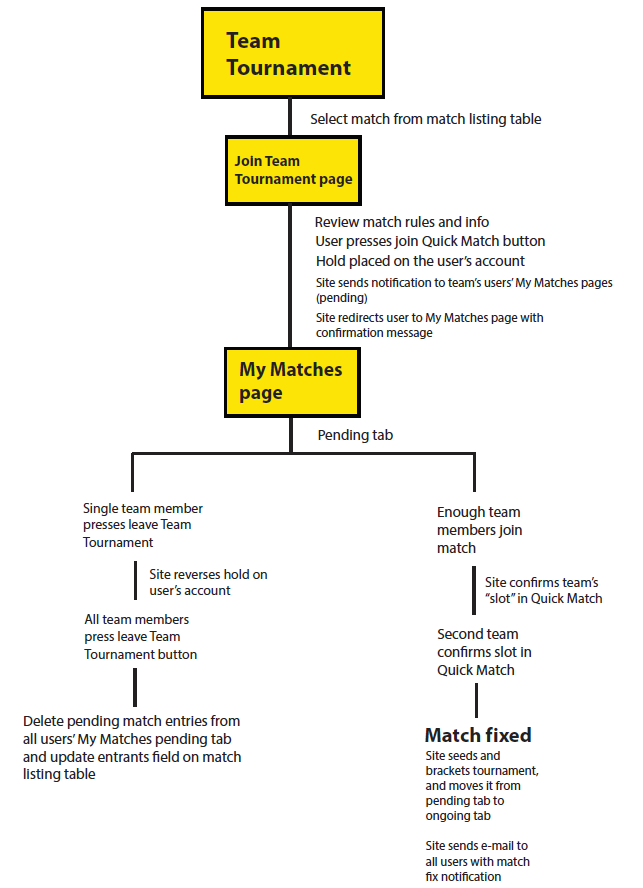 Team
Tournament
Select match from match listing table
Join Team
Tournament page
Review match rules and info
User presses join Quick Match button
Hold placed on the user's account
Site sends notification to team's users' My Matches pages
(pending)
Site redirects user to My Matches page with
confirmation message
My Matches
page
Pending tab
Single team member
presses leave Team
Tournament
Site reverses hold on
user's account
All team members
press leave Team
Tournament button
Delete pending match entries from
all users' My Matches pending tab
and update entrants field on match
listing table
Enough team
members join
match
Site confirms team's
"slot" in Quick Match
Second team
confirms slot in
Quick Match
Match fixed
Site seeds and
brackets tournament,
and moves it from
pending tab to
ongoing tab
Site sends e-mail to
all users with match
fix notification